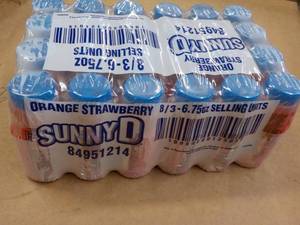 8/3-6.75oz
SELLING UNITS
ORANGE
STRAWBERRY
SUNNYD
84951214
ORANGE STRAWBERRY
8/3-6.75oz SELLING UNITS
SUNNYD
84951214